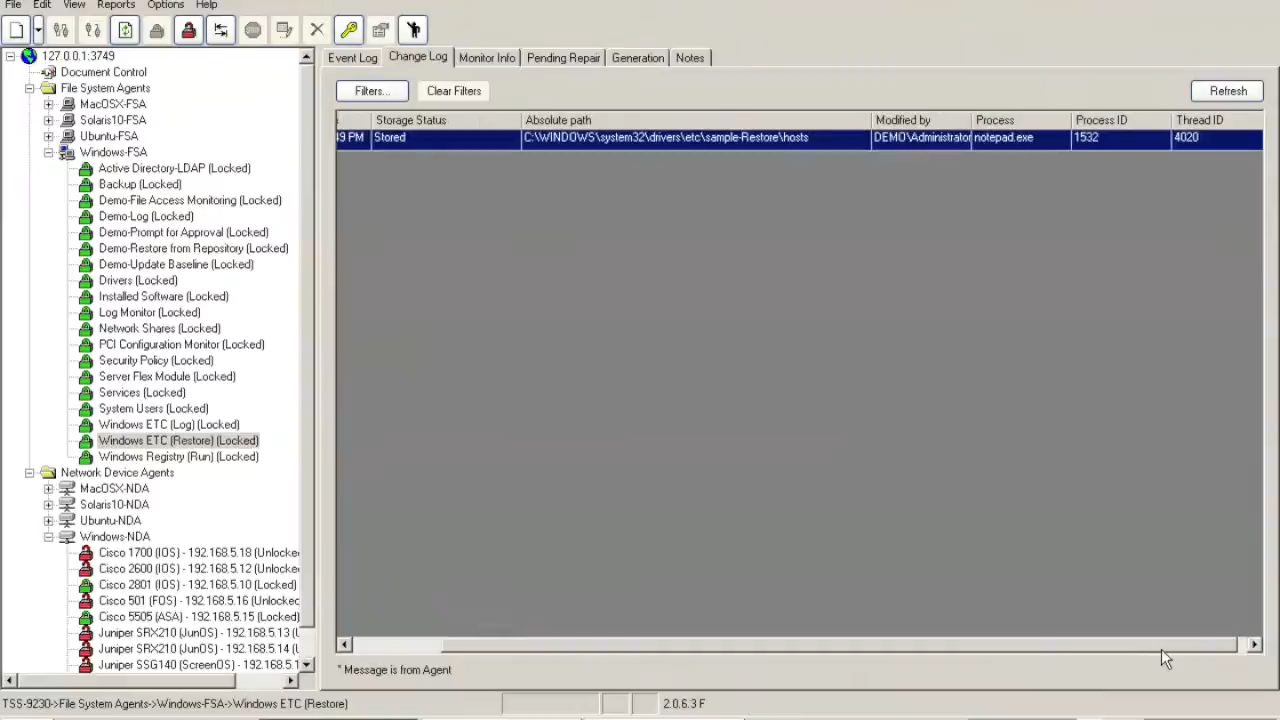 File Edit View Reports Options Help
127.0.0.1:3749
Document Control
File System Agents
MacOSX-FSA
Solaris10-FSA
Ubuntu-FSA
Windows-FSA
Active Directory-LDAP (Locked)
Backup (Locked)
Demo-File Access Monitoring (Locked)
Demo-Log (Locked)
Demo-Prompt for Approval (Locked)
Demo-Restore from Repository (Locked)
Demo-Update Baseline (Locked)
Drivers (Locked)
Installed Software (Locked)
Log Monitor (Locked)
Network Shares (Locked)
PCI Configuration Monitor (Locked)
Security Policy (Locked)
Server Flex Module (Locked)
Services (Locked)
System Users (Locked)
Windows ETC (Log) (Locked)
Windows ETC (Restore) (Locked)
Windows Registry (Run) (Locked)
Network Device Agents
MacOSX-NDA
Solaris10-NDA
Ubuntu-NDA
Windows-NDA
Cisco 1700 (IOS) - 192.168.5.18 (Unlocke
Cisco 2600 (IOS) - 192.168.5.12 (Unlocke
Cisco 2801 (IOS) - 192.168.5.10 (Locked)
Cisco 501 (FOS) - 192.168.5.16 (Unlocke
Cisco 5505 (ASA) - 192.168.5.15 (Locked
Juniper SRX210 (JunOS) - 192.168.5.13 (
Juniper SRX210 (JunOS) - 192.168.5.14 (
Juniper SSG140 (ScreenOS) - 192.168.5.1
Event Log Change Log Monitor Info Pending Repair Generation Notes
Filters... Clear Filters Refresh
Storage Status Absolute path Modified by Process Process ID Thread ID
49 PM Stored C:\WINDOWS\system32\drivers\etc\sample-Restore\hosts DEMO\Administrator notepad.exe 1532 4020
* Message is from Agent
TSS-9230->File System Agents->Windows-FSA->Windows ETC (Restore) 2.0.6.3 F